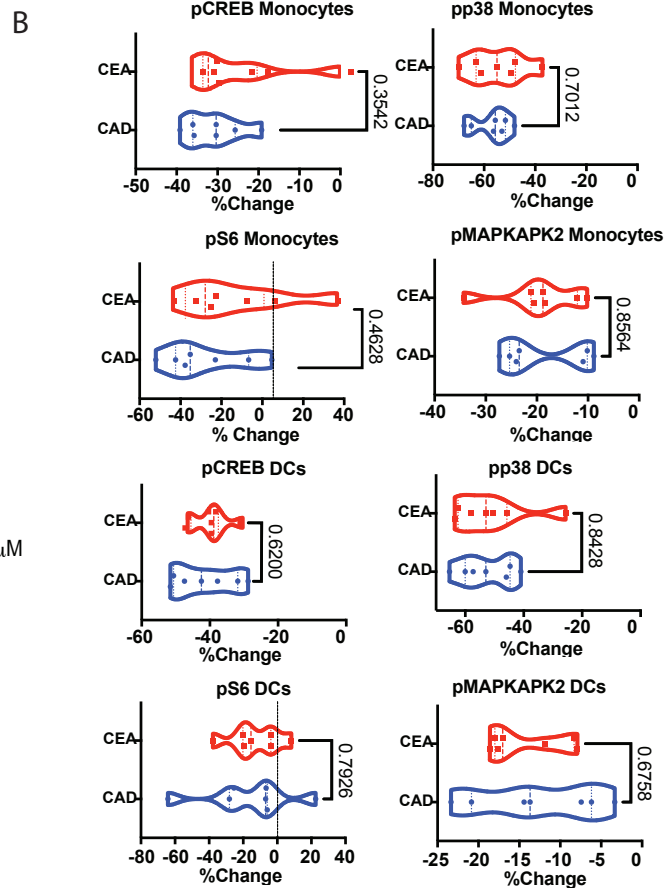 B
pCREB Monocytes
CEA
CAD
0.3542
-50 -40 -30 -20 -10 0
%Change
pp38 Monocytes
CEA
CAD
0.7012
-80 -60 -40 -20 0
%Change
pS6 Monocytes
CEA
CAD
0.4628
-60 -40 -20 0 20 40
% Change
pMAPKAPK2 Monocytes
CEA
CAD
0.8564
-40 -30 -20 -10 0
%Change
µM
pCREB DCs
CEA
CAD
0.6200
-60 -40 -20 0
%Change
pp38 DCs
CEA
CAD
0.8428
-60 -40 -20 0
%Change
pS6 DCs
CEA
CAD
0.7926
-80 -60 -40 -20 0 20 40
%Change
pMAPKAPK2 DCs
CEA
CAD
0.6758
-25 -20 -15 -10 -5 0
%Change